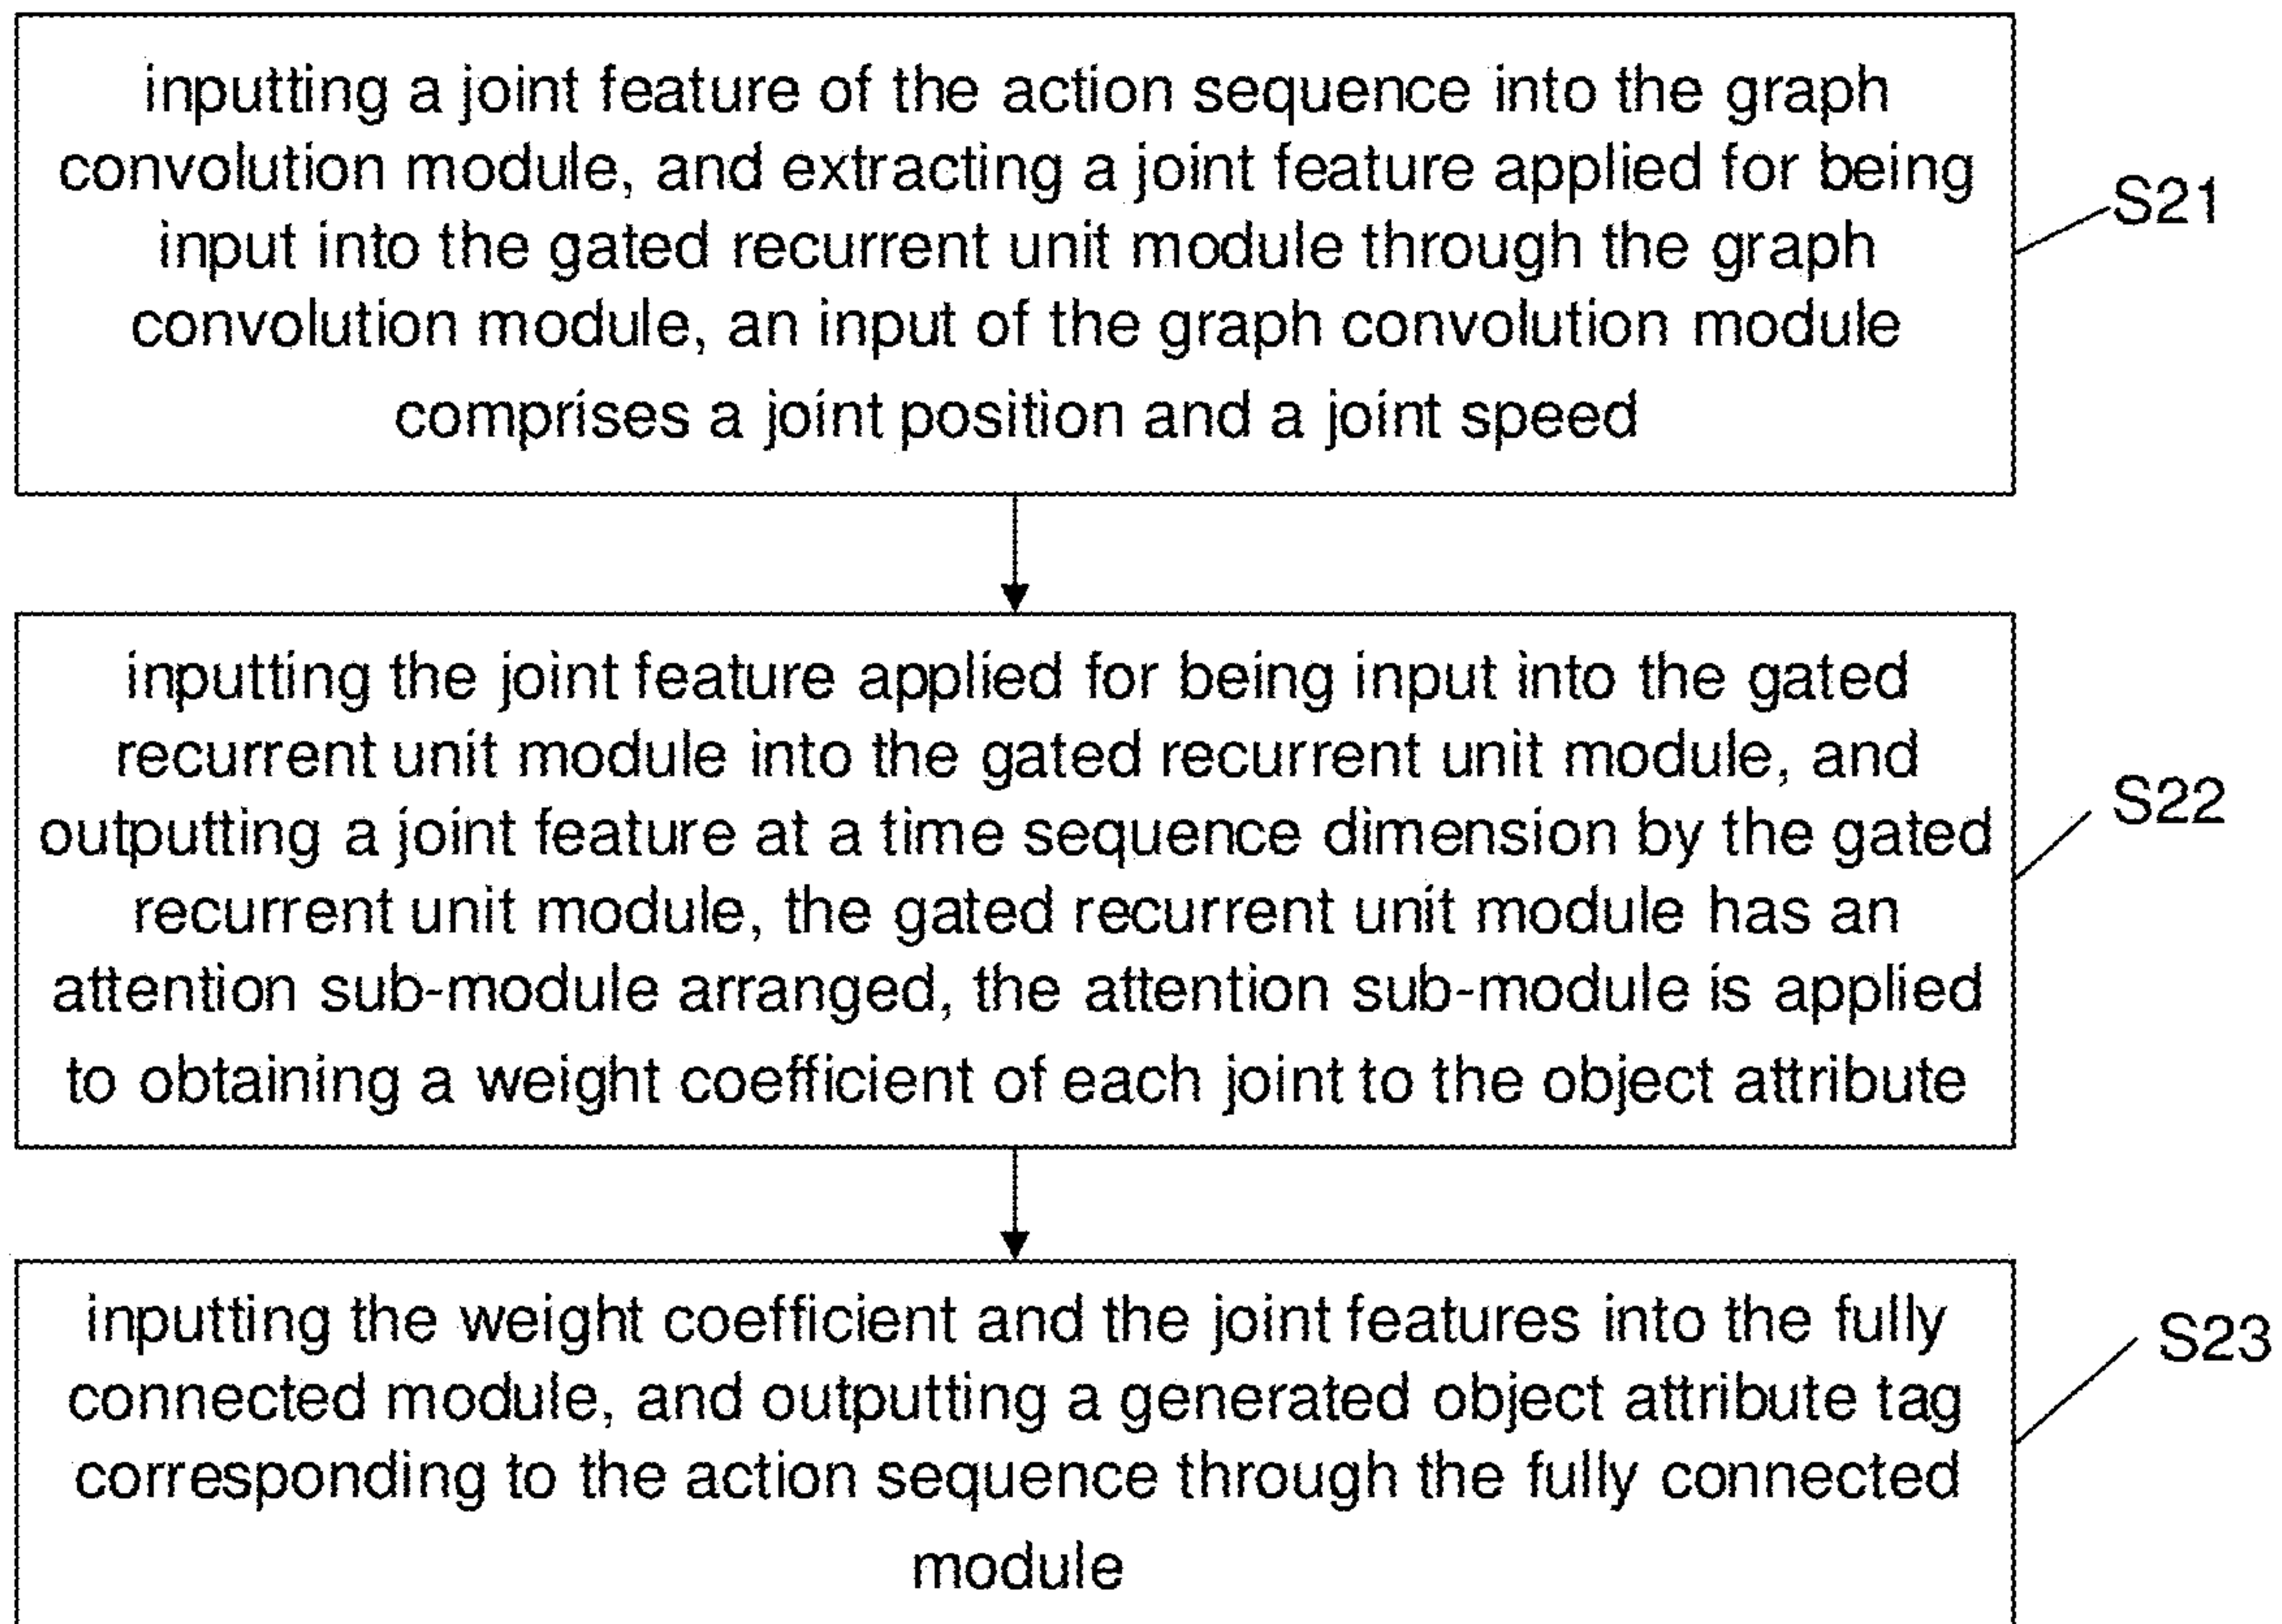 inputting a joint feature of the action sequence into the graph
convolution module, and extracting a joint feature applied for being
input into the gated recurrent unit module through the graph
convolution module, an input of the graph convolution module
comprises a joint position and a joint speed
S21
inputting the joint feature applied for being input into the gated
recurrent unit module into the gated recurrent unit module, and
outputting a joint feature at a time sequence dimension by the gated
recurrent unit module, the gated recurrent unit module has an
attention sub-module arranged, the attention sub-module is applied
to obtaining a weight coefficient of each joint to the object attribute
S22
inputting the weight coefficient and the joint features into the fully
connected module, and outputting a generated object attribute tag
corresponding to the action sequence through the fully connected
module
S23